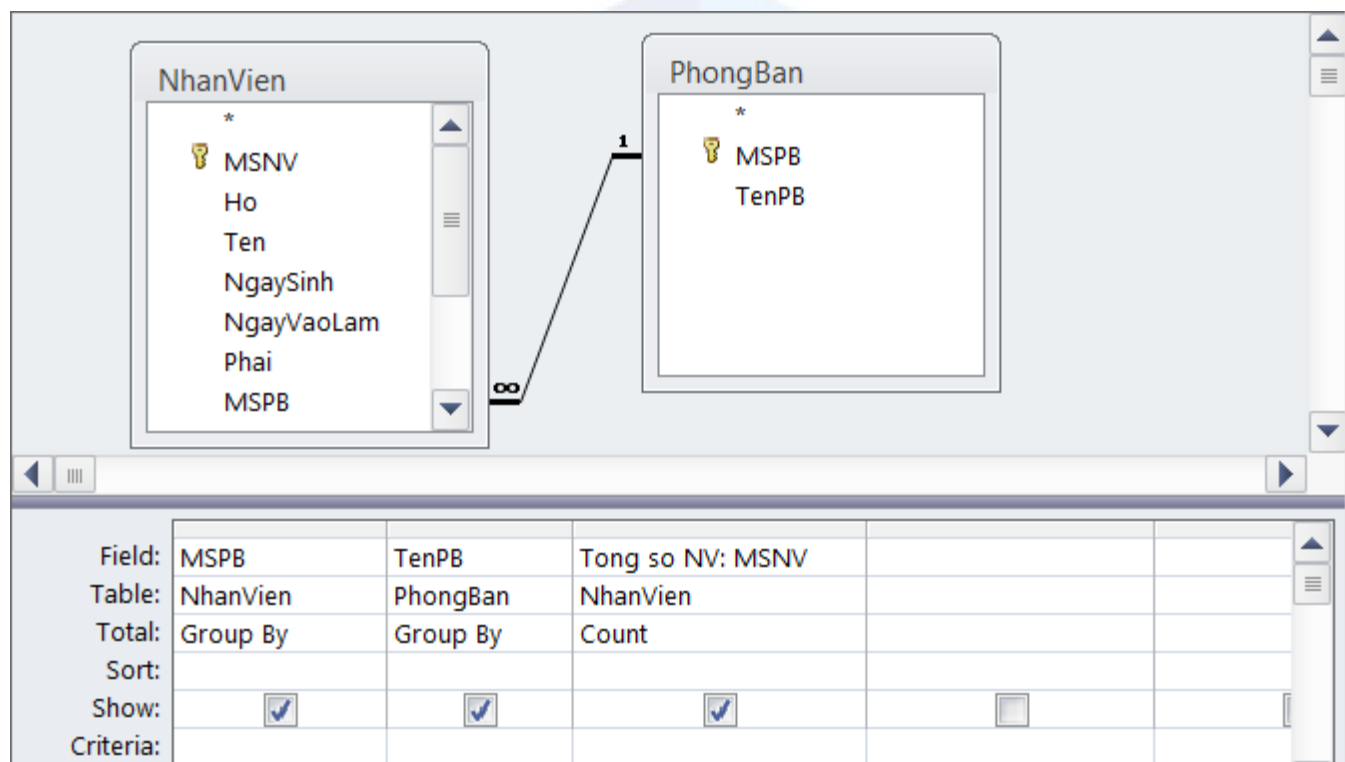 NhanVien
*
MSNV
Ho
Ten
NgaySinh
NgayVaoLam
Phai
MSPB
1
∞
PhongBan
*
MSPB
TenPB
Field: MSPB TenPB Tong so NV: MSNV
Table: NhanVien PhongBan NhanVien
Total: Group By Group By Count
Sort:
Show:
Criteria: